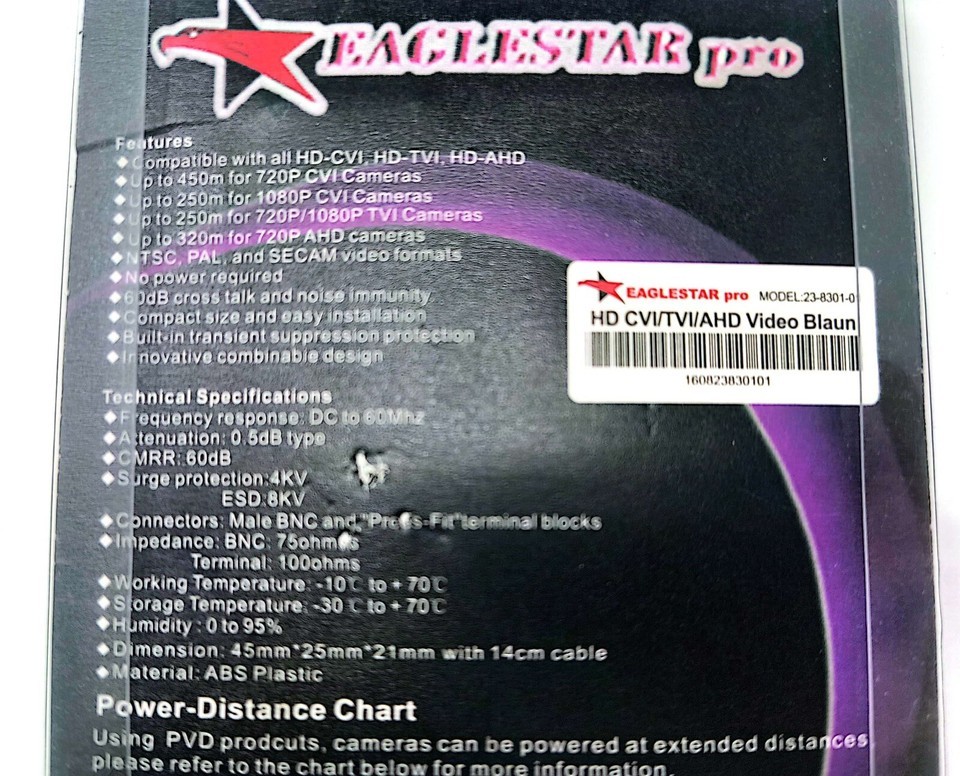 EAGLESTAR pro
Features
◆Compatible with all HD-CVI, HD-TVI, HD-AHD
◆Up to 450m for 720P CVI Cameras
◆Up to 250m for 1080P CVI Cameras
◆Up to 250m for 720P/1080P TVI Cameras
◆Up to 320m for 720P AHD cameras
◆NTSC, PAL, and SECAM video formats
◆No power required
◆60dB cross talk and noise immunity.
◆Compact size and easy installation
◆Built-in transient suppression protection
◆Innovative combinable design
EAGLESTAR pro MODEL:23-8301-0
HD CVI/TVI/AHD Video Blaun
160823830101
Technical Specifications
◆Frequency response: DC to 60Mhz
◆Attenuation: 0.5dB type
◆CMRR: 60dB
◆Surge protection:4KV
ESD:8KV
◆Connectors: Male BNC and,"Press-Fit"terminal blocks
◆Impedance: BNC: 75ohms
Terminal: 100ohms
◆Working Temperature: -10℃ to + 70℃
◆Storage Temperature: -30 ℃ to + 70℃
◆Humidity : 0 to 95%
◆Dimension: 45mm*25mm*21mm with 14cm cable
◆Material: ABS Plastic
Power-Distance Chart
Using PVD prodcuts, cameras can be powered at extended distances
please refer to the chart below for more information.